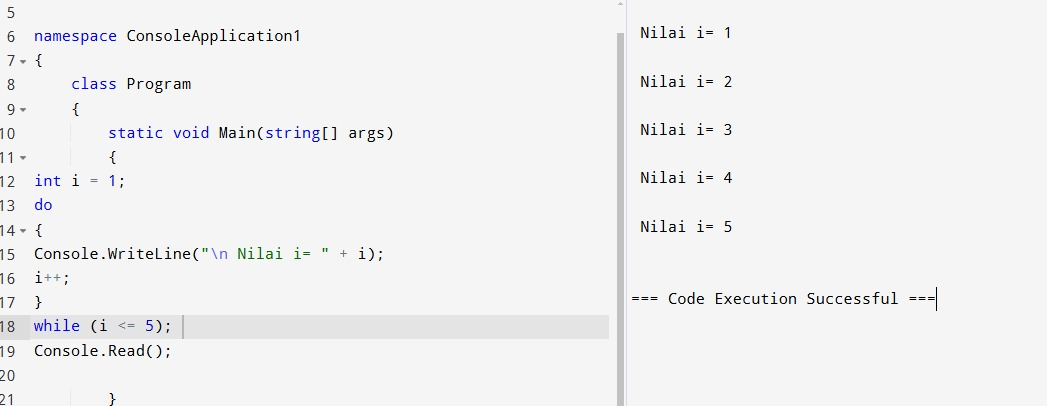 5
6 namespace ConsoleApplication1
7 {
8 class Program
9 {
10 static void Main(string[] args)
11 {
12 int i = 1;
13 do
14 {
15 Console.WriteLine("\n Nilai i= " + i);
16 i++;
17 }
18 while (i <= 5);
19 Console.Read();
20
21 }
Nilai i= 1
Nilai i= 2
Nilai i= 3
Nilai i= 4
Nilai i= 5
=== Code Execution Successful ===